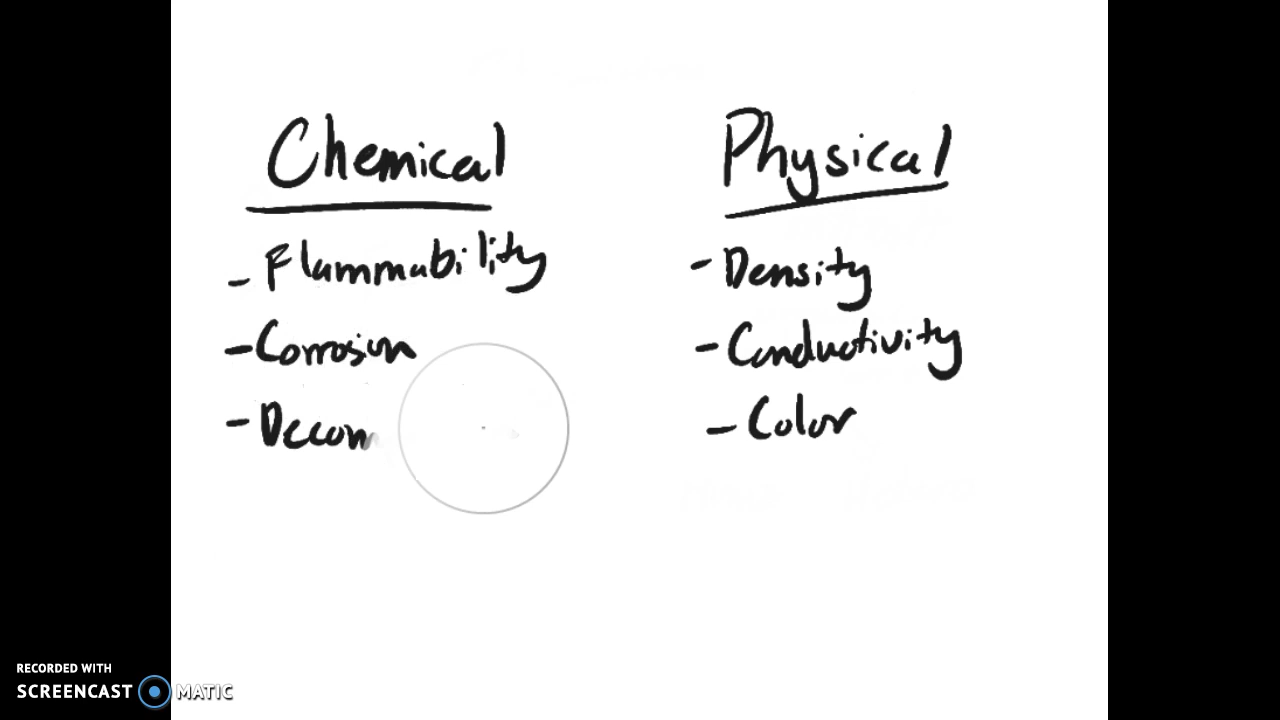 Chemical
- Flammability
- Corrosion
- Decom
Physical
- Density
- Conductivity
- Color
RECORDED WITH
SCREENCAST MATIC